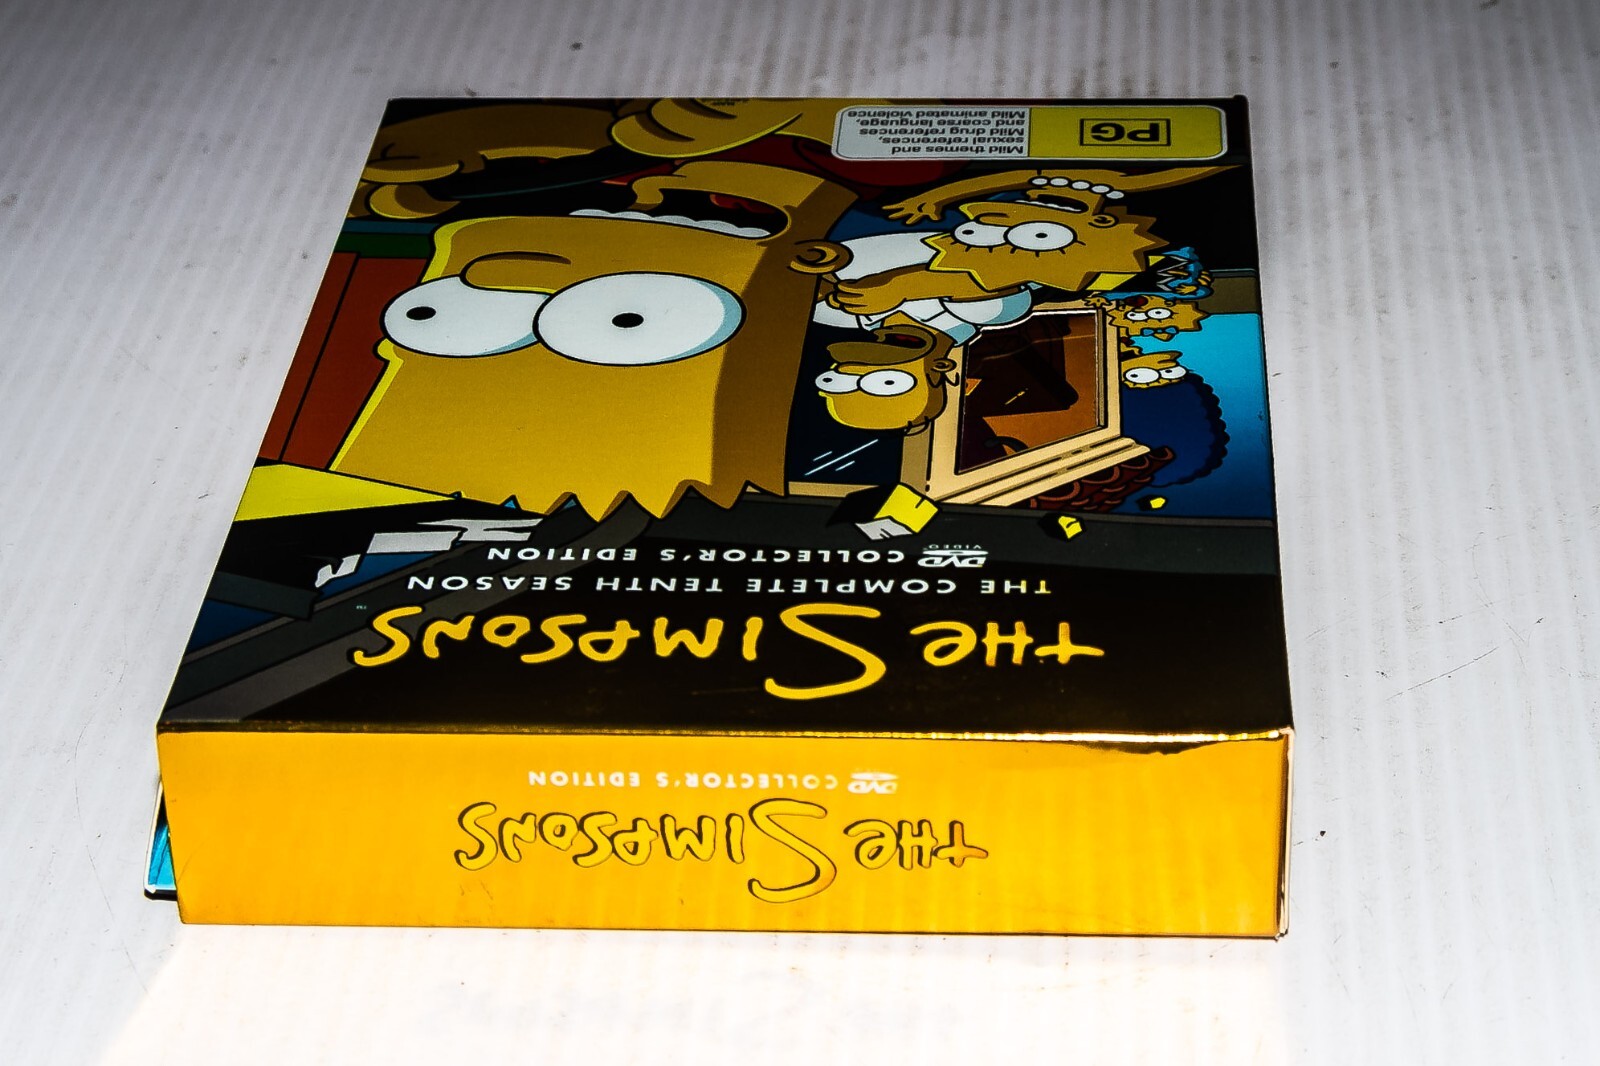 THE SIMPSONS
DVD COLLECTOR'S EDITION
THE SIMPSONS™
THE COMPLETE TENTH SEASON
DVD VIDEO COLLECTOR'S EDITION
PG
Mild themes and
sexual references,
Mild drug references
and coarse language,
Mild animated violence